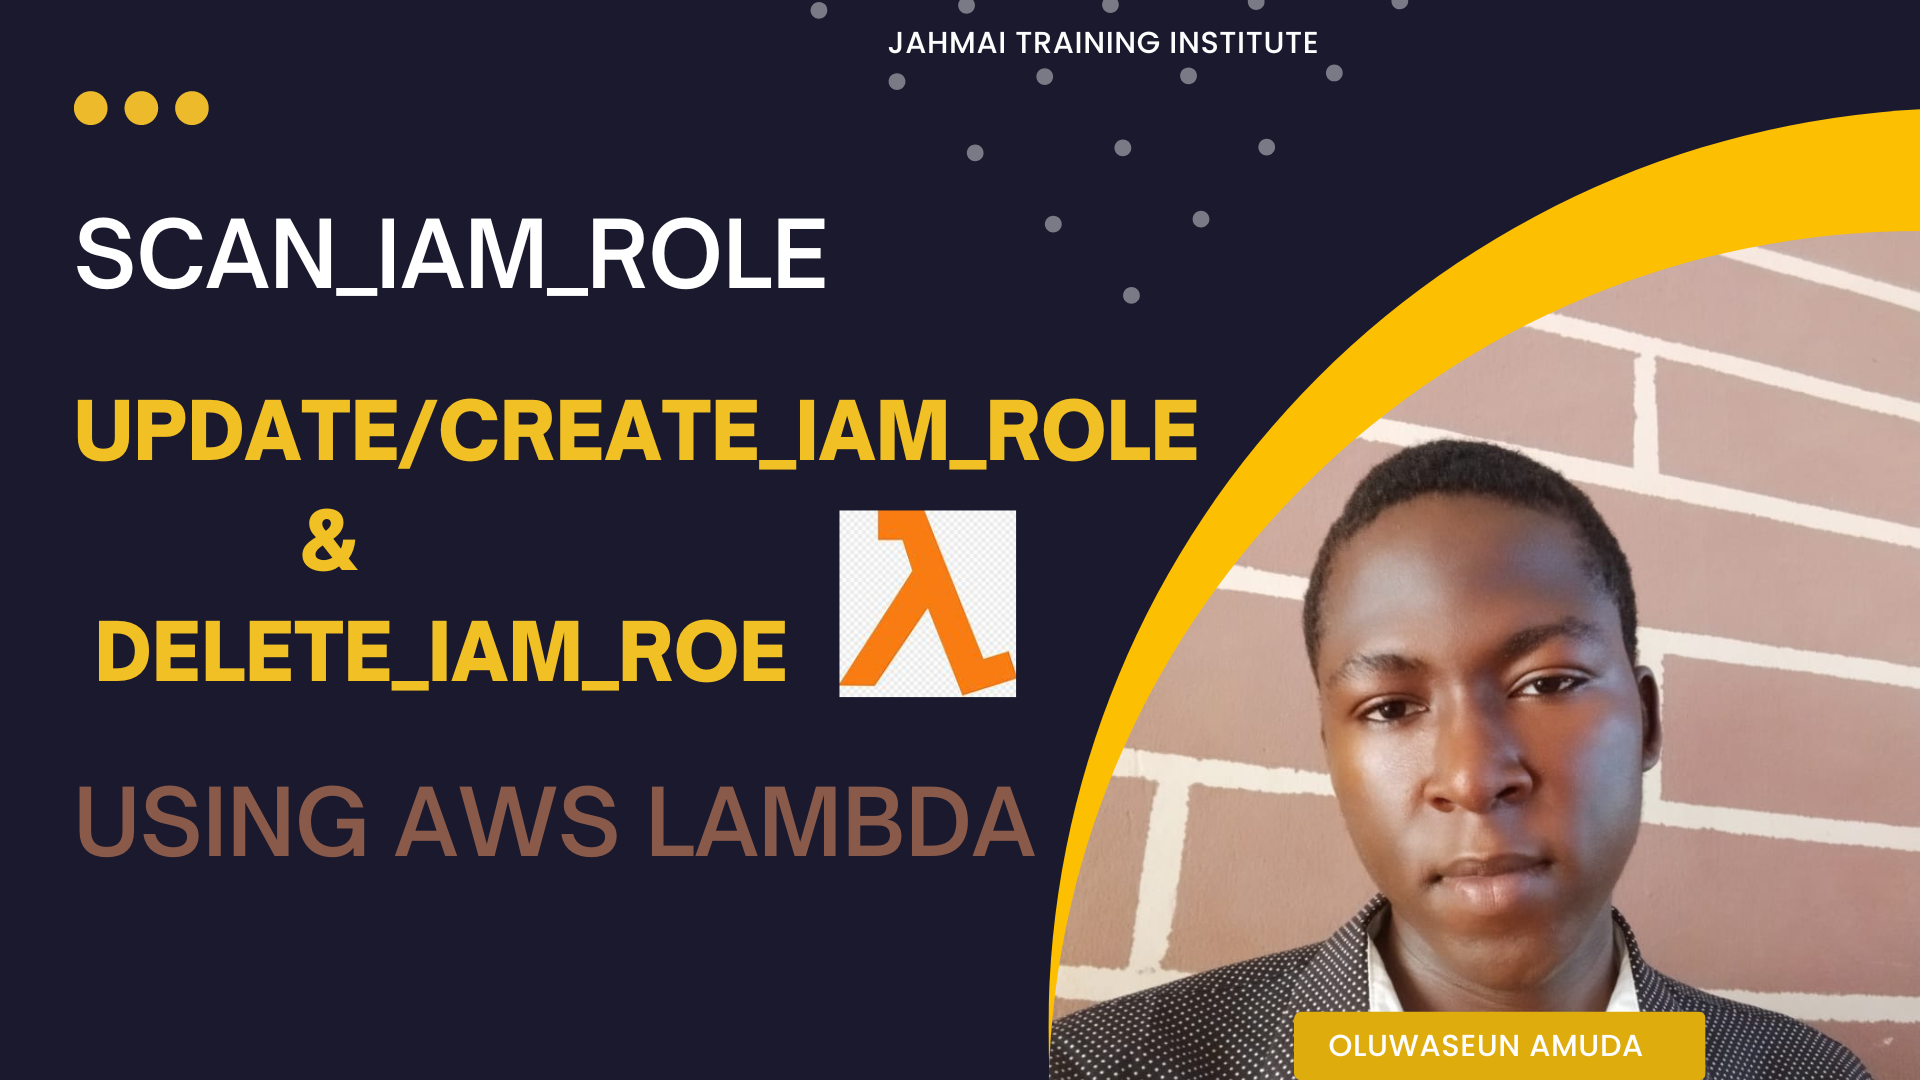 JAHMAI TRAINING INSTITUTE
SCAN_IAM_ROLE
UPDATE/CREATE_IAM_ROLE
&
DELETE_IAM_ROE
USING AWS LAMBDA
OLUWASEUN AMUDA